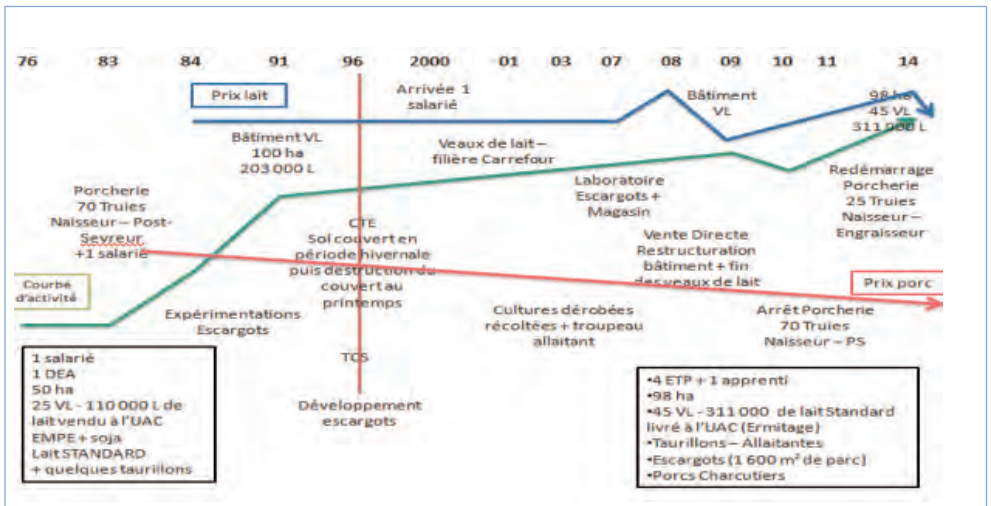 76 83 84 91 96 2000 01 03 07 08 09 10 11 14
Prix lait
Arrivée 1
salarié
Bâtiment
VL
98 ha
45 VL
311 000 L
Bâtiment VL
100 ha
203 000 L
Veaux de lait –
filière Carrefour
Porcherie
70 Truies
Naisseur – Post-
Sevreur
+1 salarié
Laboratoire
Escargots +
Magasin
Redémarrage
Porcherie
25 Truies
Naisseur –
Engraisseur
CTE
Sol couvert en
période hivernale
puis destruction du
couvert au
printemps
Vente Directe
Restructuration
bâtiment + fin
des veaux de lait
Courbe
d'activité
Prix porc
Expérimentations
Escargots
Cultures dérobées
récoltées + troupeau
allaitant
Arrêt Porcherie
70 Truies
Naisseur – PS
TCS
Développement
escargots
1 salarié
1 DEA
50 ha
25 VL - 110 000 L de
lait vendu à l'UAC
EMPE + soja
Lait STANDARD
+ quelques taurillons
•4 ETP + 1 apprenti
•98 ha
•45 VL - 311 000 de lait Standard
livré à l'UAC (Ermitage)
•Taurillons – Allaitantes
•Escargots (1 600 m² de parc)
•Porcs Charcutiers